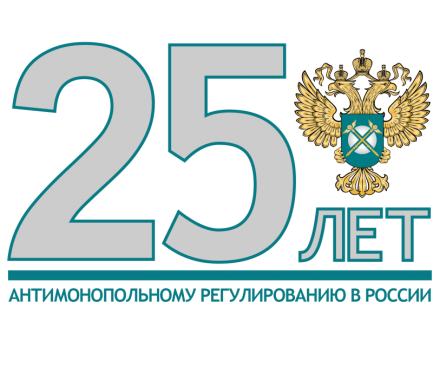 25 ЛЕТ
АНТИМОНОПОЛЬНОМУ РЕГУЛИРОВАНИЮ В РОССИИ